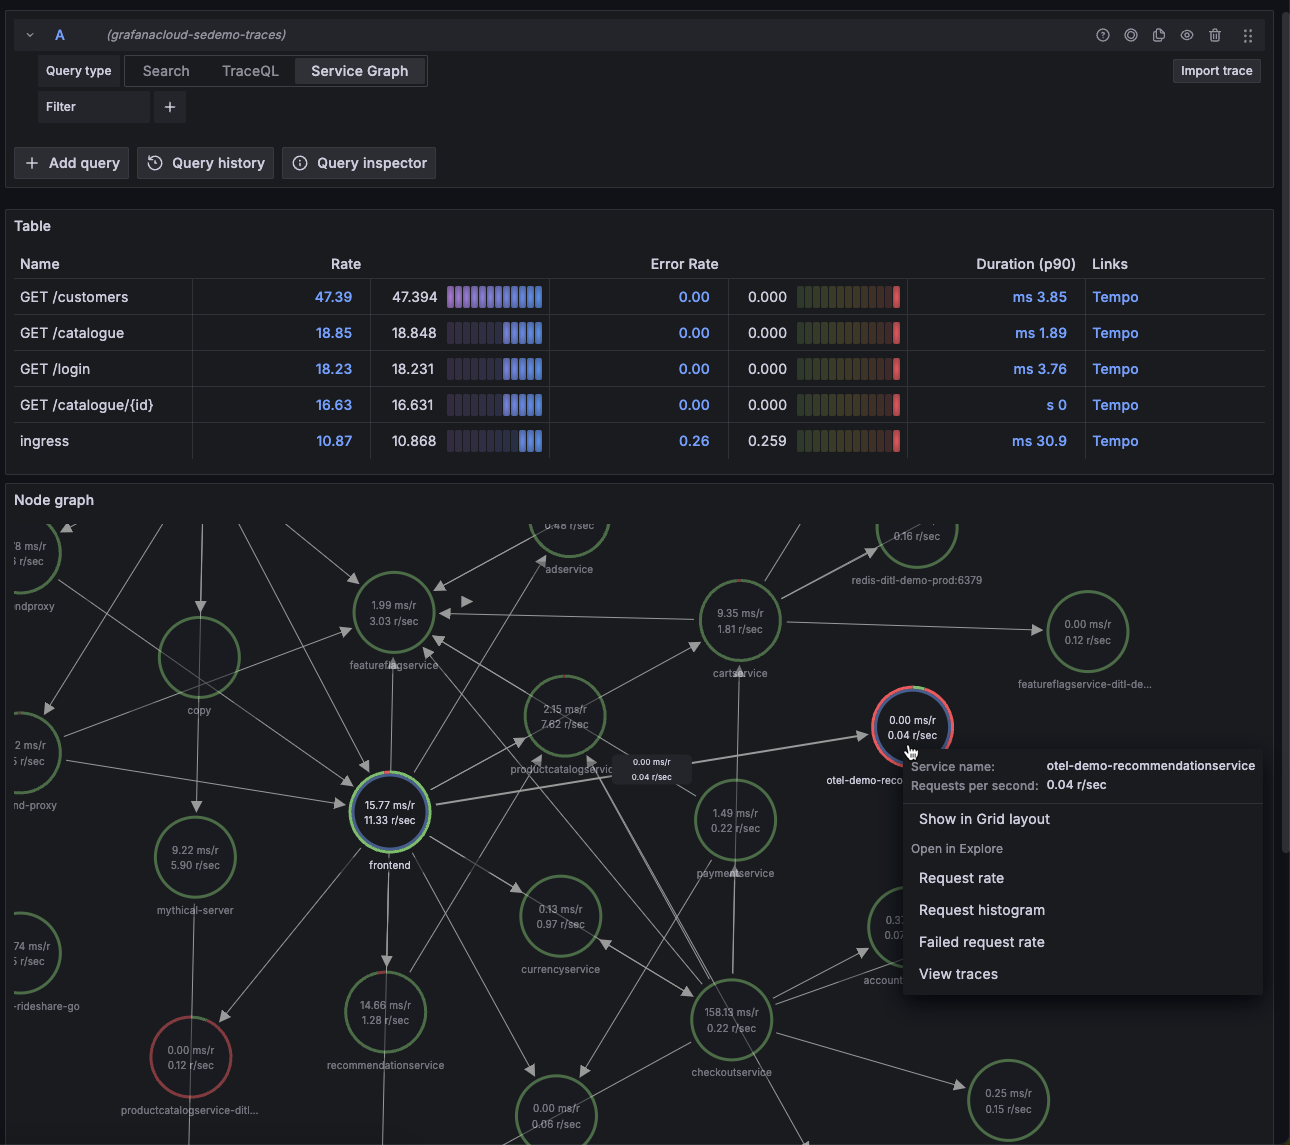 A (grafanacloud-sedemo-traces)
Query type Search TraceQL Service Graph Import trace
Filter +
+ Add query Query history Query inspector
Table
Name Rate Error Rate Duration (p90) Links
GET /customers 47.39 47.394 0.00 0.000 ms 3.85 Tempo
GET /catalogue 18.85 18.848 0.00 0.000 ms 1.89 Tempo
GET /login 18.23 18.231 0.00 0.000 ms 3.76 Tempo
GET /catalogue/{id} 16.63 16.631 0.00 0.000 s 0 Tempo
ingress 10.87 10.868 0.26 0.259 ms 30.9 Tempo
Node graph
0.48 r/sec
adservice
0.16 r/sec
redis-ditl-demo-prod:6379
8 ms/r
r/sec
ndproxy
1.99 ms/r
3.03 r/sec
featureflagservice
9.35 ms/r
1.81 r/sec
cartservice
0.00 ms/r
0.12 r/sec
featureflagservice-ditl-de...
copy
2.15 ms/r
7.62 r/sec
productcatalogservic
0.00 ms/r
0.04 r/sec
0.00 ms/r
0.04 r/sec
otel-demo-reco
2 ms/r
5 r/sec
nd-proxy
15.77 ms/r
11.33 r/sec
frontend
1.49 ms/r
0.22 r/sec
paymentservice
Service name: otel-demo-recommendationservice
Requests per second: 0.04 r/sec
Show in Grid layout
Open in Explore
Request rate
Request histogram
Failed request rate
View traces
9.22 ms/r
5.90 r/sec
mythical-server
0.13 ms/r
0.97 r/sec
currencyservice
0.3
0.07
account
74 ms/r
5 r/sec
-rideshare-go
14.66 ms/r
1.28 r/sec
recommendationservice
158.13 ms/r
0.22 r/sec
checkoutservice
0.00 ms/r
0.12 r/sec
productcatalogservice-ditl...
0.00 ms/r
0.06 r/sec
0.25 ms/r
0.15 r/sec